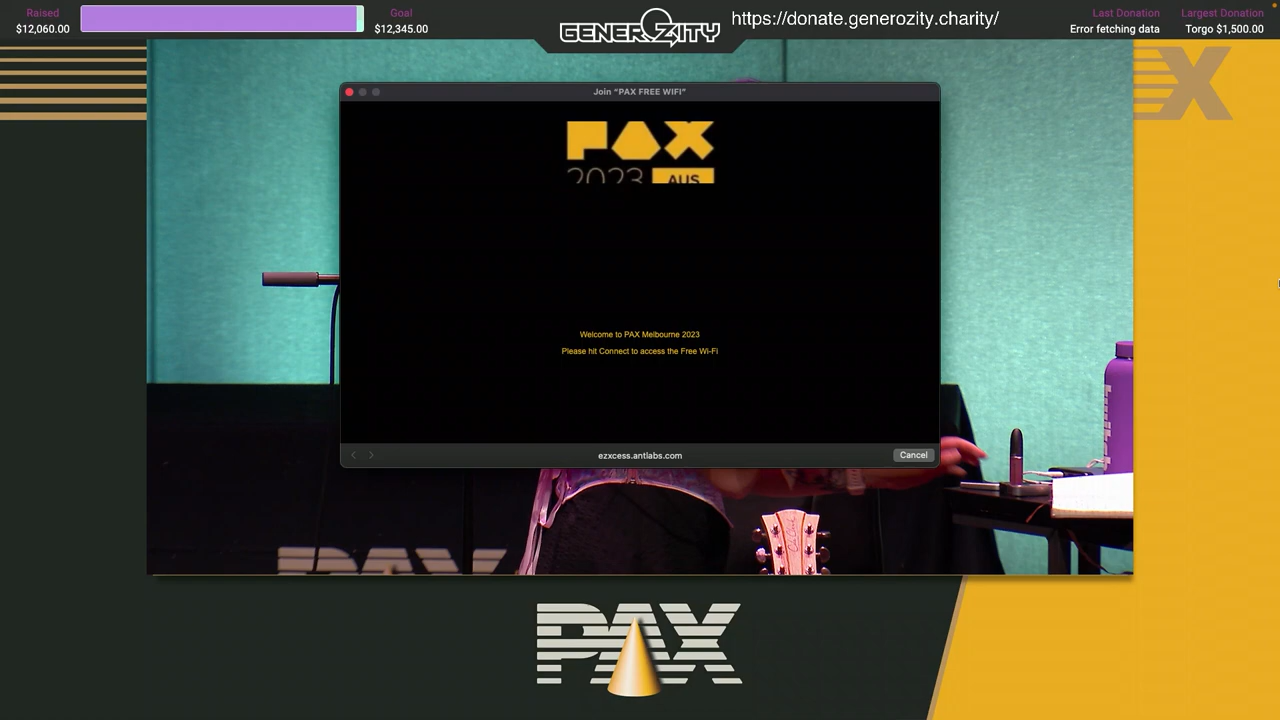 Raised
$12,060.00
Goal
$12,345.00
GENEROZITY
https://donate.generozity.charity/
Last Donation
Error fetching data
Largest Donation
Torgo $1,500.00
X
Join “PAX FREE WIFI”
PAX
2023 AUS
Welcome to PAX Melbourne 2023
Please hit Connect to access the Free Wi-Fi
ezxcess.antlabs.com
Cancel
PAX
PAX